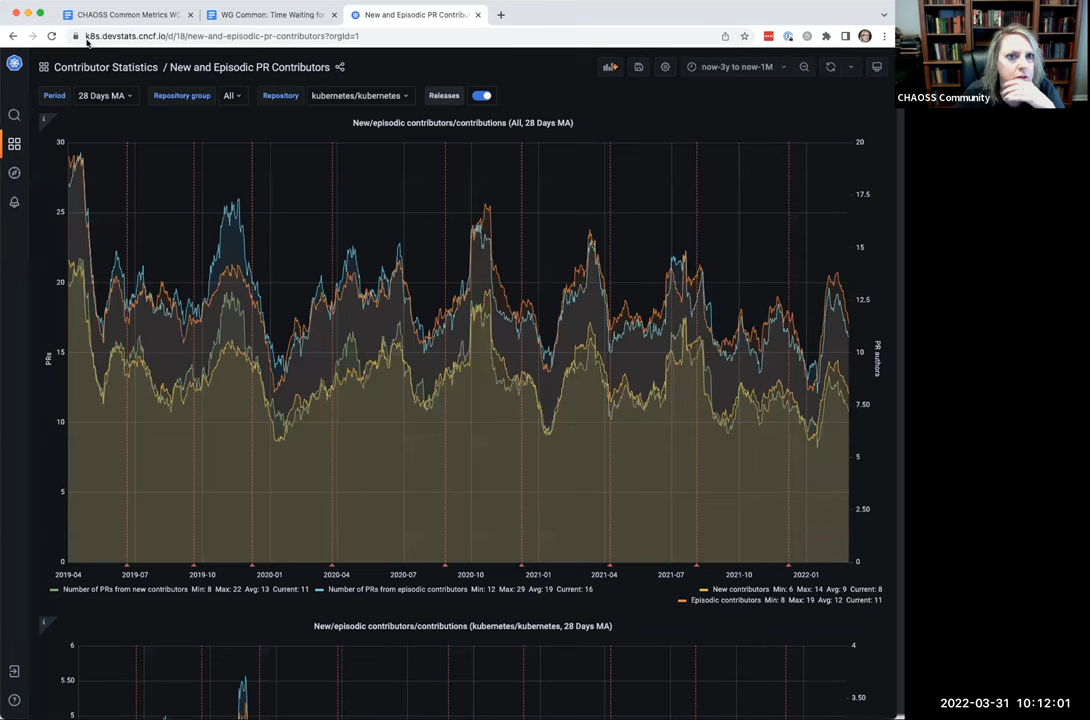 CHAOSS Common Metrics WG
WG Common: Time Waiting for
New and Episodic PR Contribu
k8s.devstats.cncf.io/d/18/new-and-episodic-pr-contributors?orgId=1
Contributor Statistics / New and Episodic PR Contributors
now-3y to now-1M
Period 28 Days MA Repository group All Repository kubernetes/kubernetes Releases
New/episodic contributors/contributions (All, 28 Days MA)
30
25
20
15
10
5
0
PRs
20
17.5
15
12.5
10
7.50
5
2.50
0
PR authors
2019-04 2019-07 2019-10 2020-01 2020-04 2020-07 2020-10 2021-01 2021-04 2021-07 2021-10 2022-01
Number of PRs from new contributors Min: 8 Max: 22 Avg: 13 Current: 11 Number of PRs from episodic contributors Min: 12 Max: 29 Avg: 19 Current: 16
New contributors Min: 6 Max: 14 Avg: 9 Current: 8
Episodic contributors Min: 8 Max: 19 Avg: 12 Current: 11
New/episodic contributors/contributions (kubernetes/kubernetes, 28 Days MA)
6
5.50
5
4
3.50
CHAOSS Community
2022-03-31 10:12:01